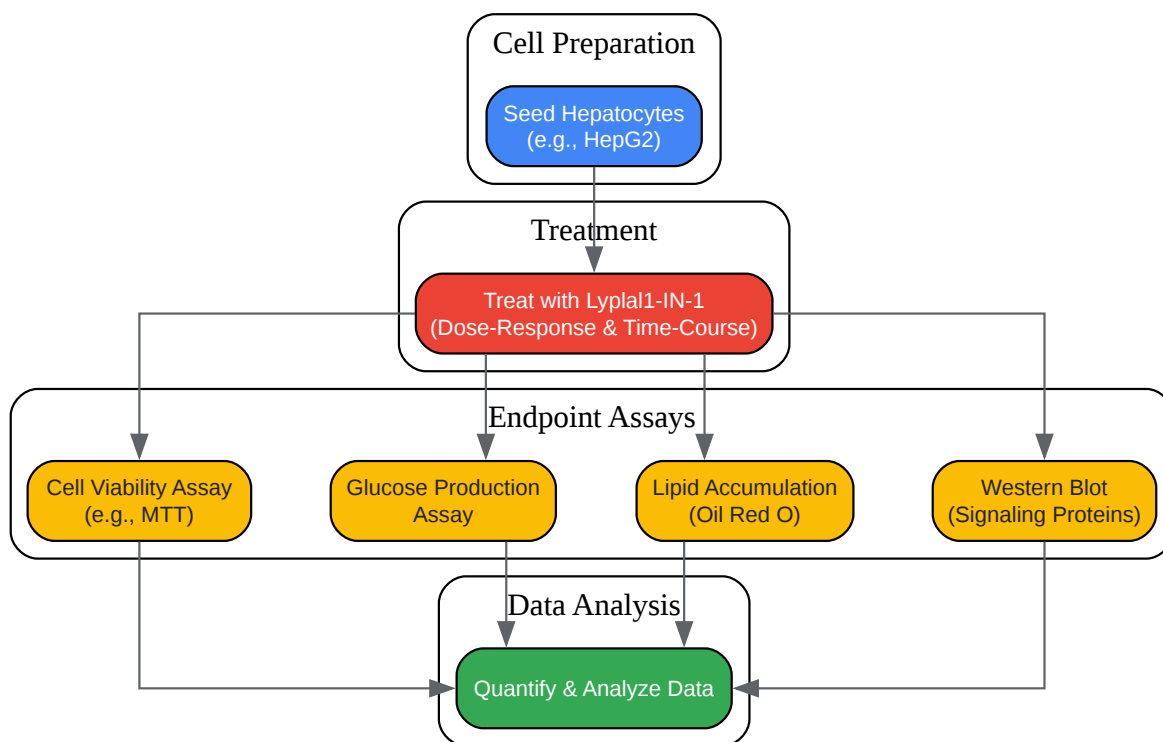 Cell Preparation
Seed Hepatocytes
(e.g., HepG2)
Treatment
Treat with Lyplal1-IN-1
(Dose-Response & Time-Course)
Endpoint Assays
Cell Viability Assay
(e.g., MTT)
Glucose Production
Assay
Lipid Accumulation
(Oil Red O)
Western Blot
(Signaling Proteins)
Data Analysis
Quantify & Analyze Data